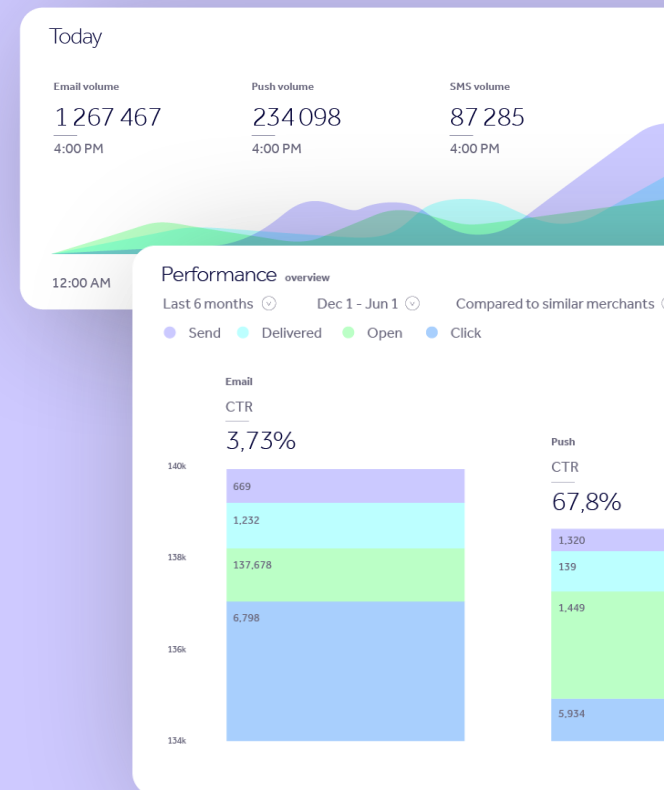 Today
Email volume Push volume SMS volume
1 267 467 234 098 87 285
4:00 PM 4:00 PM 4:00 PM
12:00 AM
Performance overview
Last 6 months Dec 1 - Jun 1 Compared to similar merchants
Send Delivered Open Click
Email
CTR
3,73%
Push
CTR
67,8%
140k
138k
136k
134k
669
1,232
137,678
6,798
1,320
139
1,449
5,934